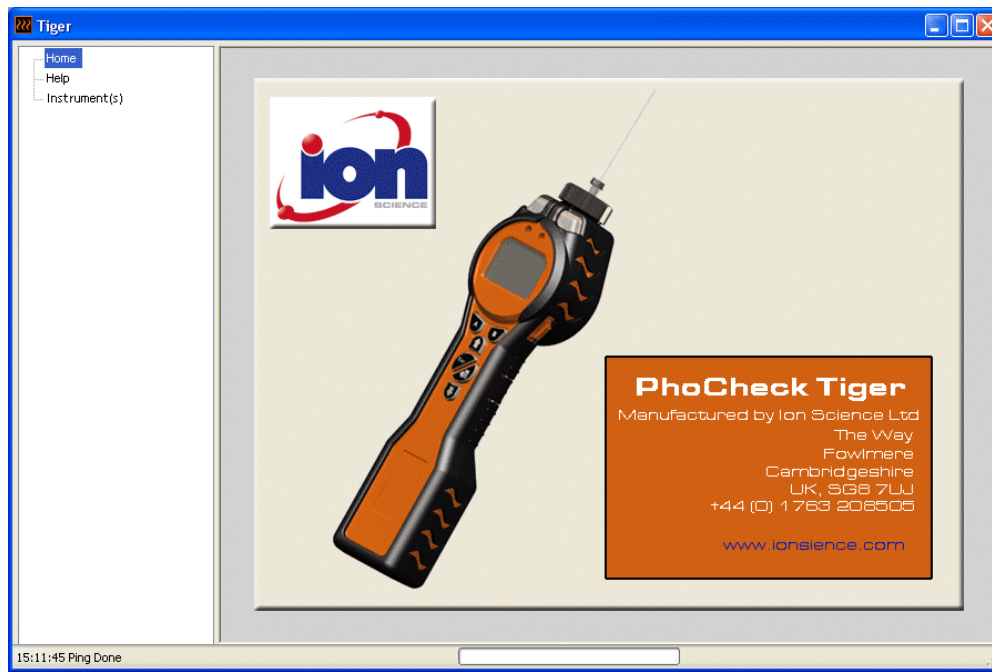 Tiger
Home
Help
Instrument(s)
ion
SCIENCE
PhoCheck Tiger
Manufactured by Ion Science Ltd
The Way
Fowlmere
Cambridgeshire
UK, SG8 7UJ
+44 (0) 1763 208505
www.ionsience.com
15:11:45 Ping Done